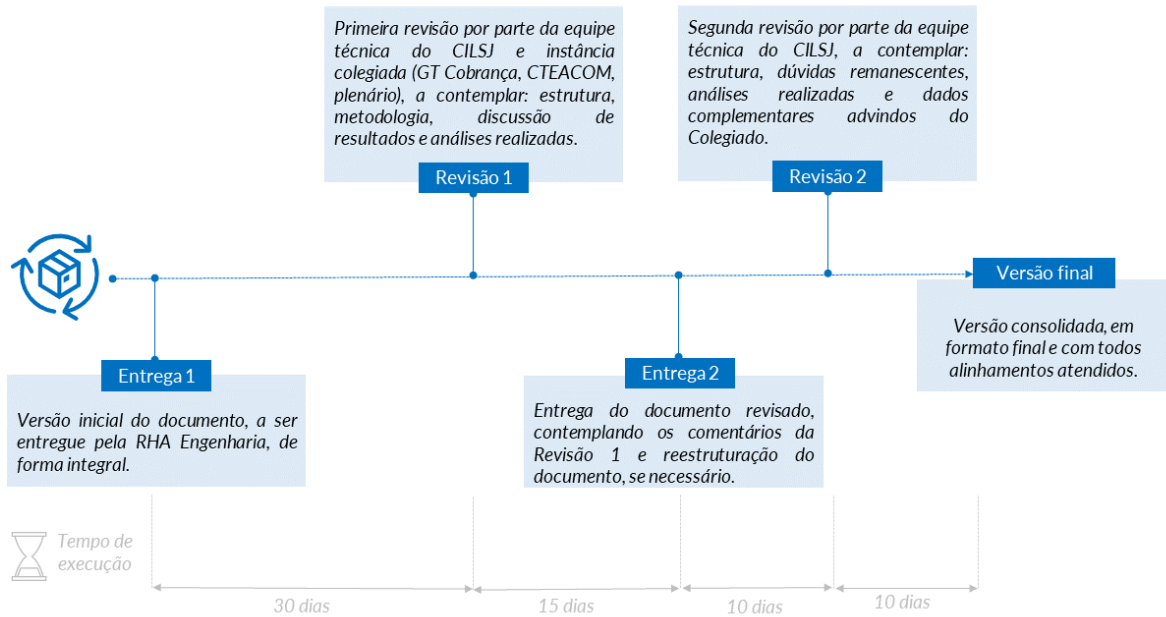 Primeira revisão por parte da equipe
técnica do CILSJ e instância
colegiada (GT Cobrança, CTEACOM,
plenário), a contemplar: estrutura,
metodologia, discussão de
resultados e análises realizadas.
Revisão 1
Segunda revisão por parte da equipe
técnica do CILSJ, a contemplar:
estrutura, dúvidas remanescentes,
análises realizadas e dados
complementares advindos do
Colegiado.
Revisão 2
Versão final
Versão consolidada, em
formato final e com todos
alinhamentos atendidos.
Entrega 1
Versão inicial do documento, a ser
entregue pela RHA Engenharia, de
forma integral.
Entrega 2
Entrega do documento revisado,
contemplando os comentários da
Revisão 1 e reestruturação do
documento, se necessário.
Tempo de
execução
30 dias
15 dias
10 dias
10 dias